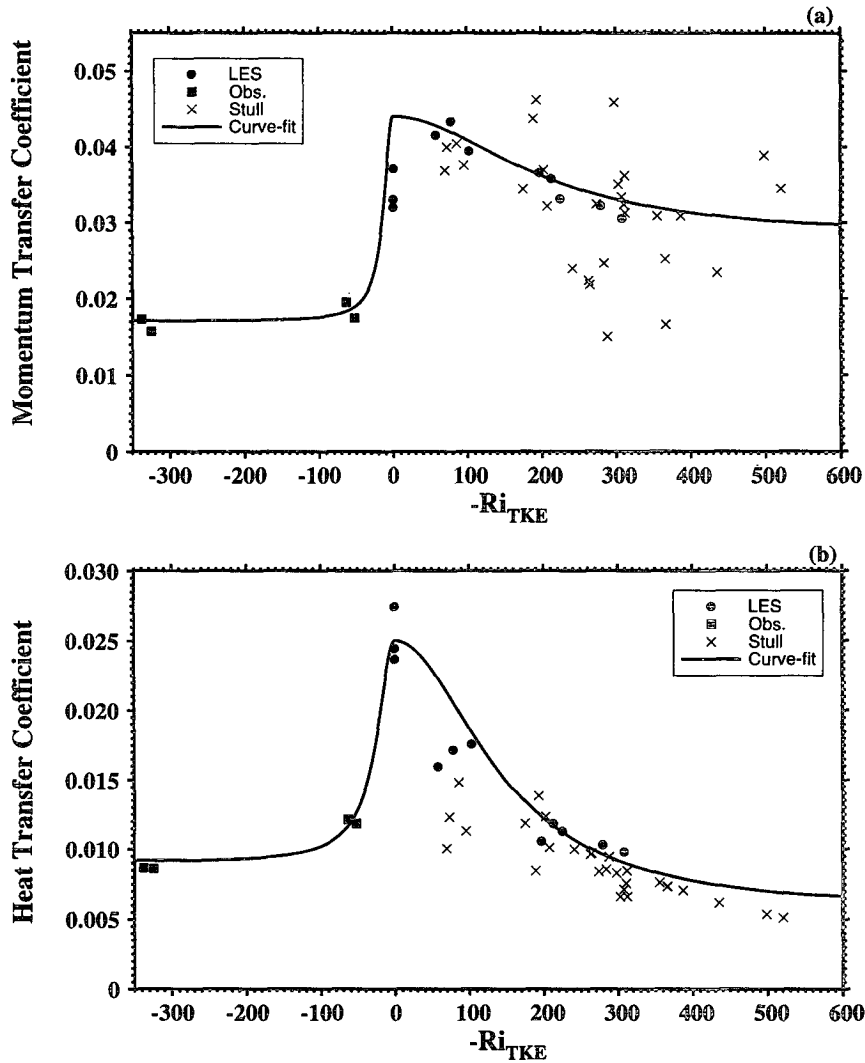 (a)
Momentum Transfer Coefficient
0.05
0.04
0.03
0.02
0.01
0
LES
Obs.
Stull
Curve-fit
-300 -200 -100 0 100 200 300 400 500 600
-Ri_TKE
(b)
Heat Transfer Coefficient
0.030
0.025
0.020
0.015
0.010
0.005
0
LES
Obs.
Stull
Curve-fit
-300 -200 -100 0 100 200 300 400 500 600
-Ri_TKE